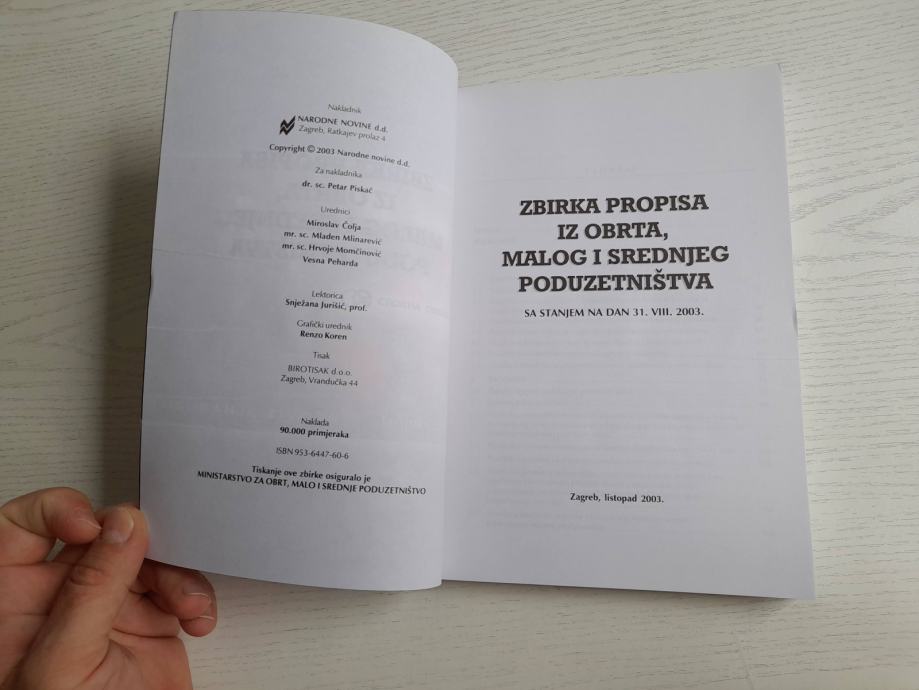 Nakladnik
NARODNE NOVINE d.d.
Zagreb, Ratkajev prolaz 4
Copyright © 2003 Narodne novine d.d.
Za nakladnika
dr. sc. Petar Piskač
Urednici
Miroslav Čolja
mr. sc. Mladen Mlinarević
mr. sc. Hrvoje Momčinović
Vesna Peharda
Lektorica
Snježana Jurišić, prof.
Grafički urednik
Renzo Koren
Tisak
BIROTISAK d.o.o.
Zagreb, Vrandučka 44
Naklada
90.000 primjeraka
ISBN 953-6447-60-6
Tiskanje ove zbirke osiguralo je
MINISTARSTVO ZA OBRT, MALO I SREDNJE PODUZETNIŠTVO
ZBIRKA PROPISA
IZ OBRTA,
MALOG I SREDNJEG
PODUZETNIŠTVA
SA STANJEM NA DAN 31. VIII. 2003.
Zagreb, listopad 2003.